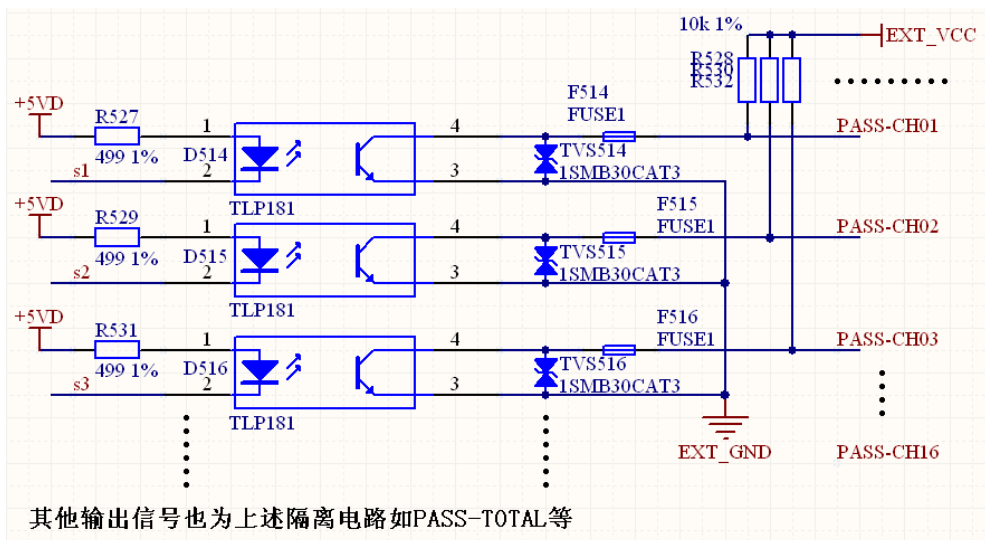 10k 1%
EXT_VCC
R528
R530
R532
F514
FUSE1
+5VD
R527
499 1%
1
D514
2
4
3
s1
TLP181
TVS514
1SMB30CAT3
PASS-CH01
+5VD
R529
499 1%
1
D515
2
4
3
s2
TLP181
F515
FUSE1
TVS515
1SMB30CAT3
PASS-CH02
+5VD
R531
499 1%
1
D516
2
4
3
s3
TLP181
F516
FUSE1
TVS516
1SMB30CAT3
PASS-CH03
EXT_GND
PASS-CH16
其他输出信号也为上述隔离电路如PASS-TOTAL等